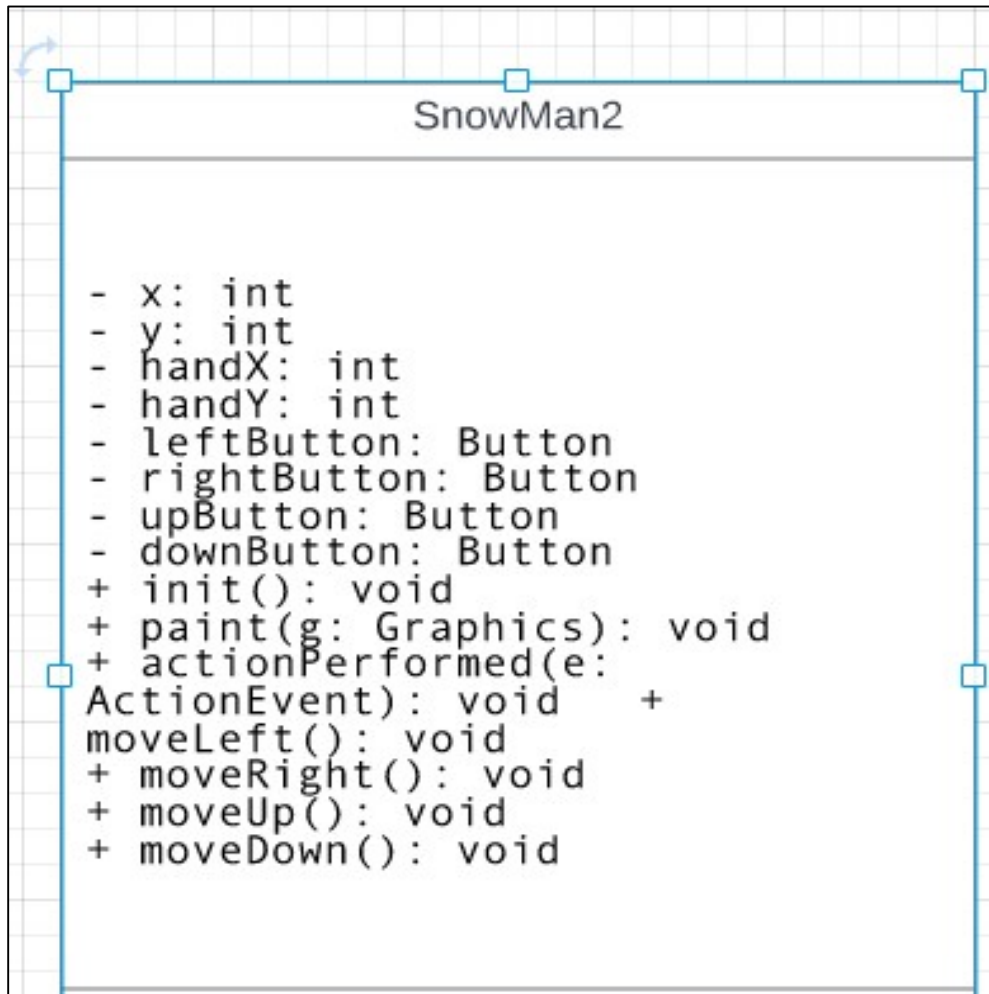 SnowMan2
- x: int
- y: int
- handX: int
- handY: int
- leftButton: Button
- rightButton: Button
- upButton: Button
- downButton: Button
+ init(): void
+ paint(g: Graphics): void
+ actionPerformed(e:
ActionEvent): void +
moveLeft(): void
+ moveRight(): void
+ moveUp(): void
+ moveDown(): void